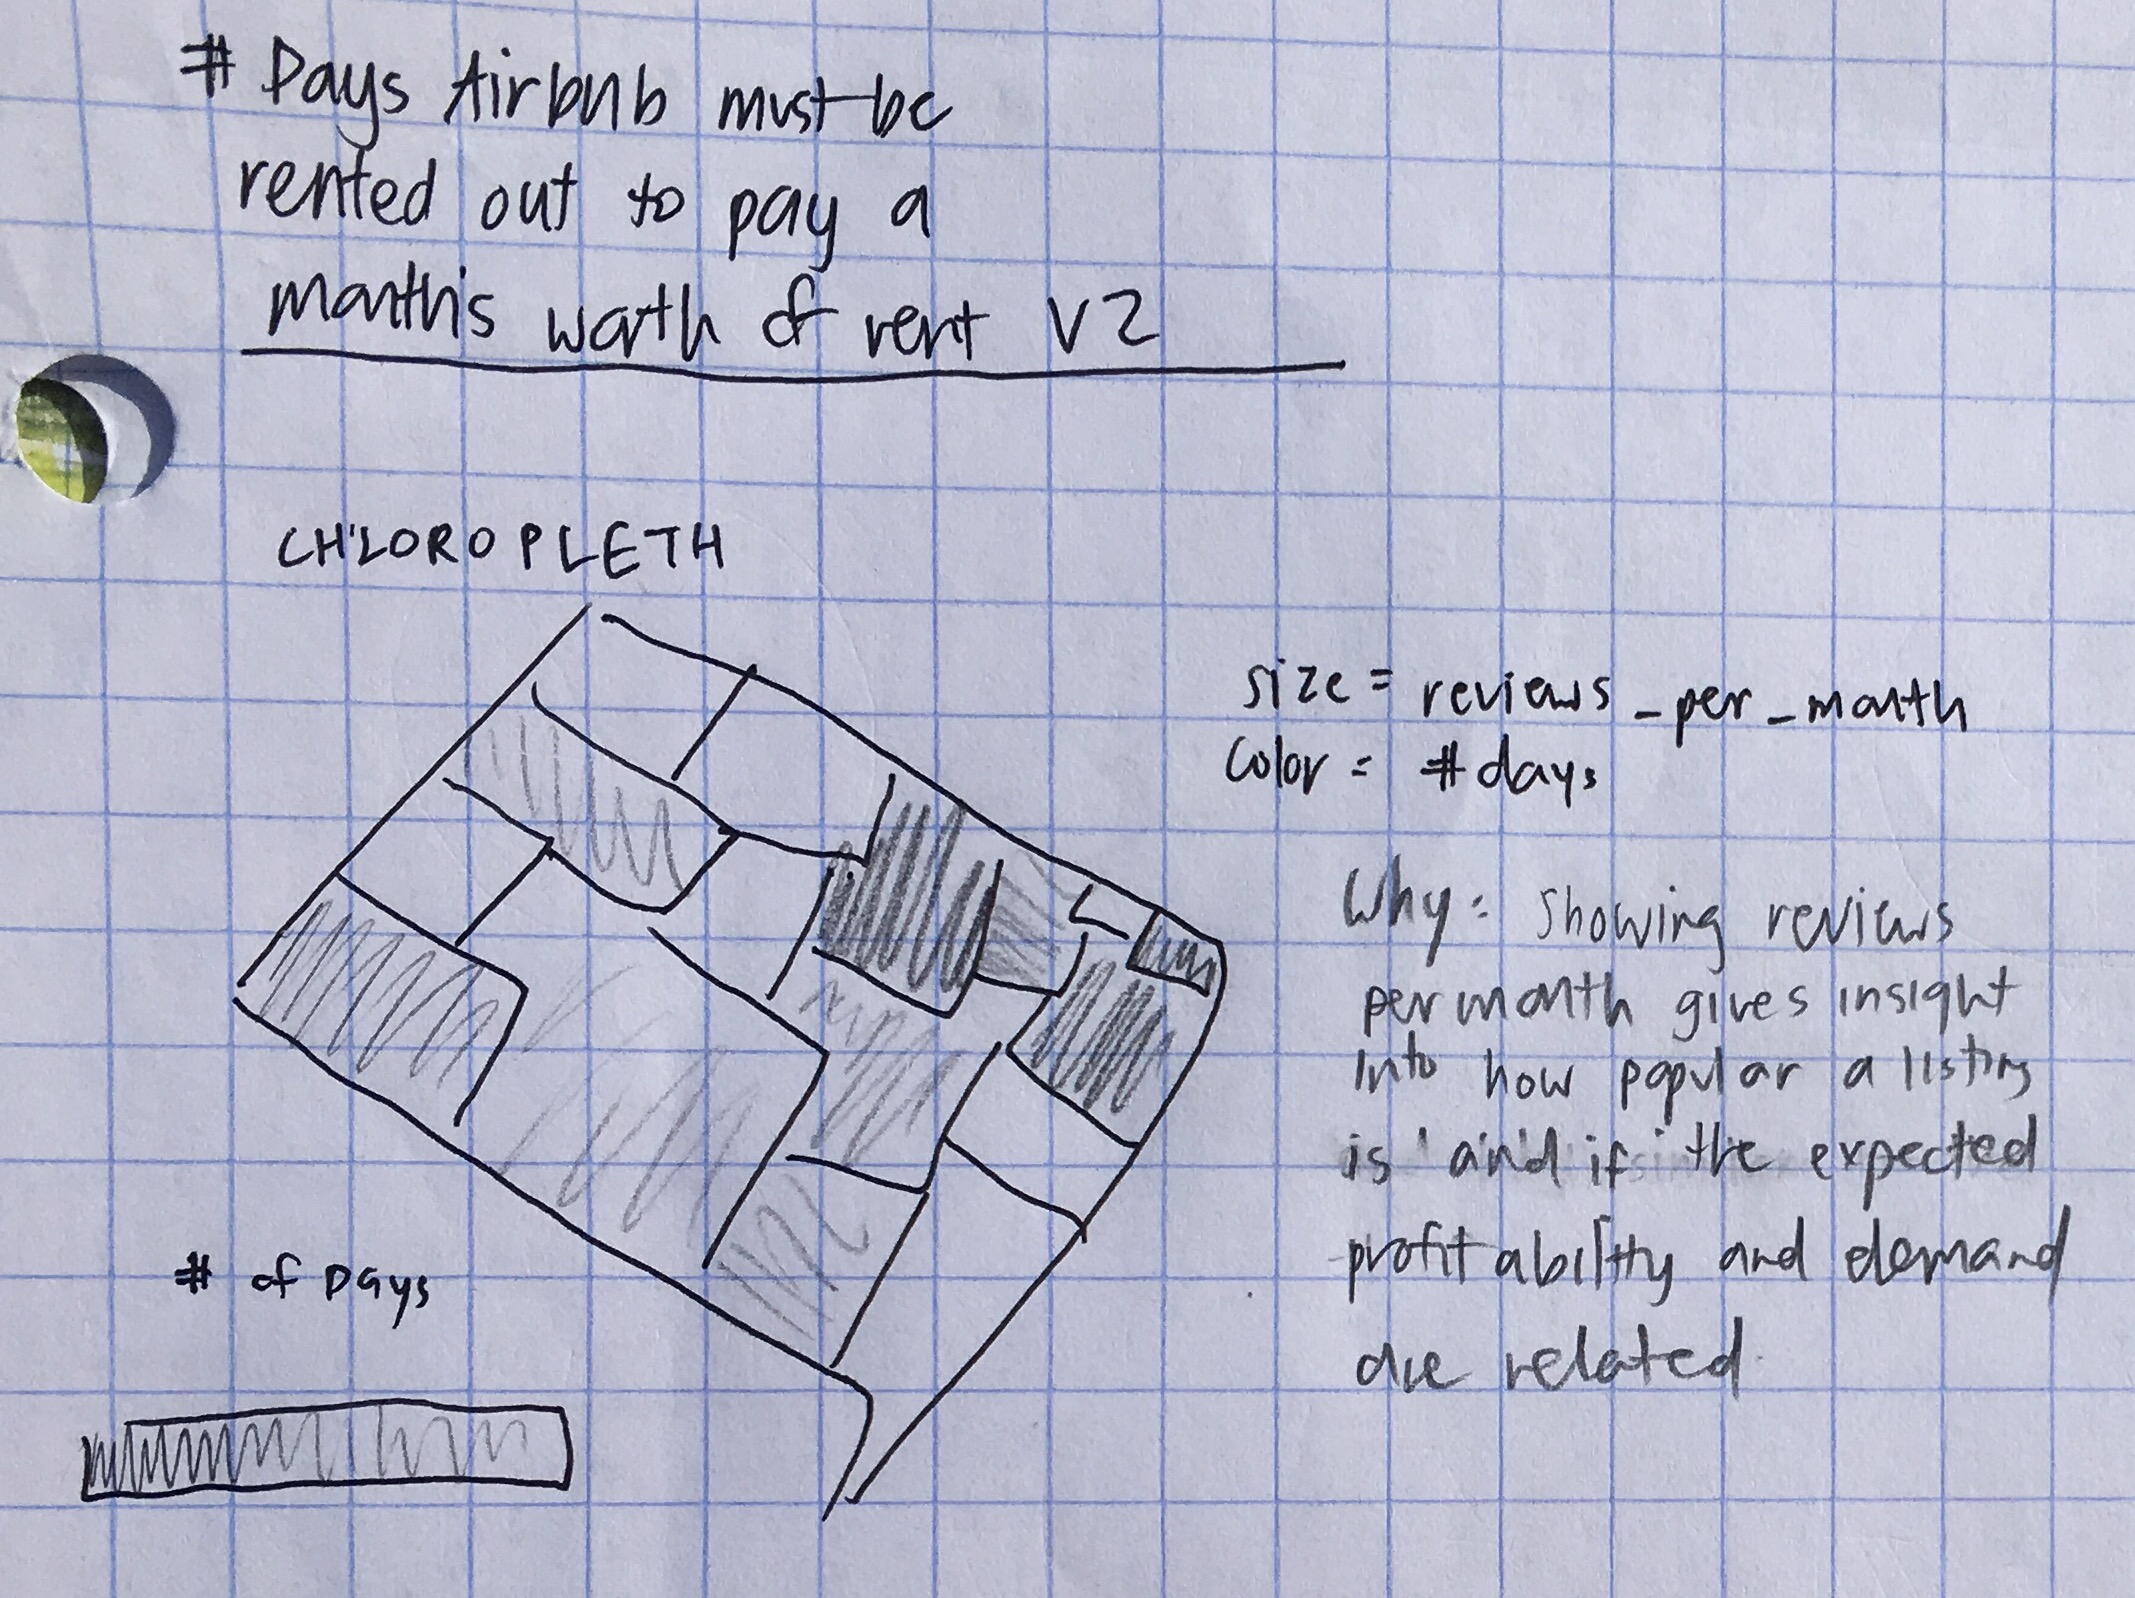 # Days Airbnb must be
rented out to pay a
month's worth of rent V2
CHLOROPLETH
size = reviews_per_month
Color = # days
Why: Showing reviews
per month gives insight
into how popular a listing
is and if the expected
profitability and demand
are related.
# of Days